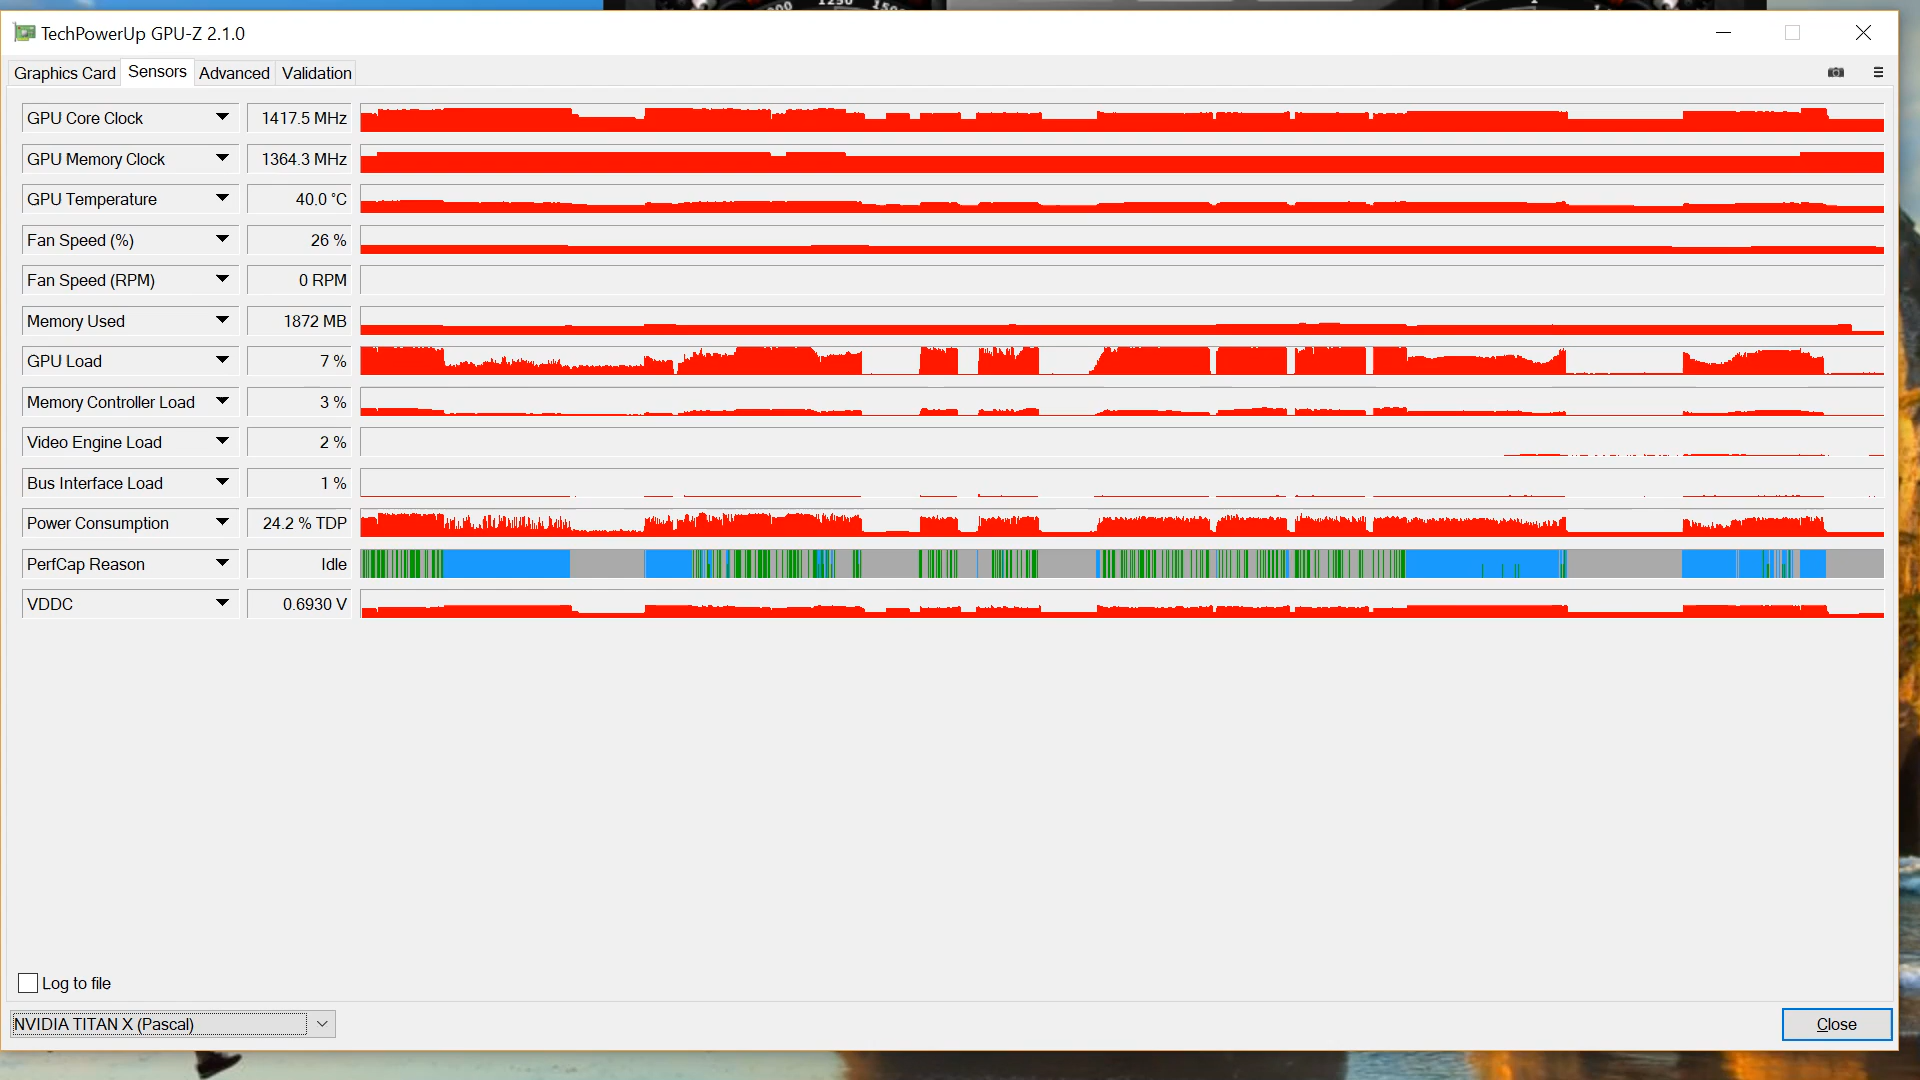 1250
TechPowerUp GPU-Z 2.1.0
Graphics Card Sensors Advanced Validation
GPU Core Clock 1417.5 MHz
GPU Memory Clock 1364.3 MHz
GPU Temperature 40.0 °C
Fan Speed (%) 26 %
Fan Speed (RPM) 0 RPM
Memory Used 1872 MB
GPU Load 7 %
Memory Controller Load 3 %
Video Engine Load 2 %
Bus Interface Load 1 %
Power Consumption 24.2 % TDP
PerfCap Reason Idle
VDDC 0.6930 V
Log to file
NVIDIA TITAN X (Pascal)
Close